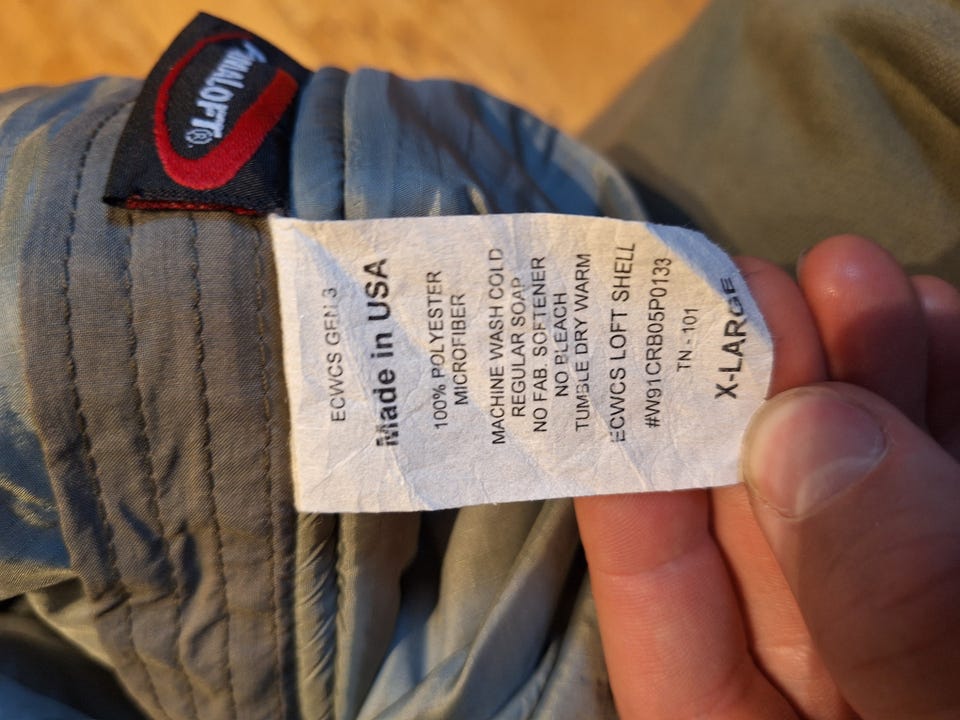 PRIMALOFT®
ECWCS GEN 3
Made in USA
100% POLYESTER
MICROFIBER
MACHINE WASH COLD
REGULAR SOAP
NO FAB. SOFTENER
NO BLEACH
TUMBLE DRY WARM
ECWCS LOFT SHELL
#W91CRB05P0133
TN - 101
X-LARGE